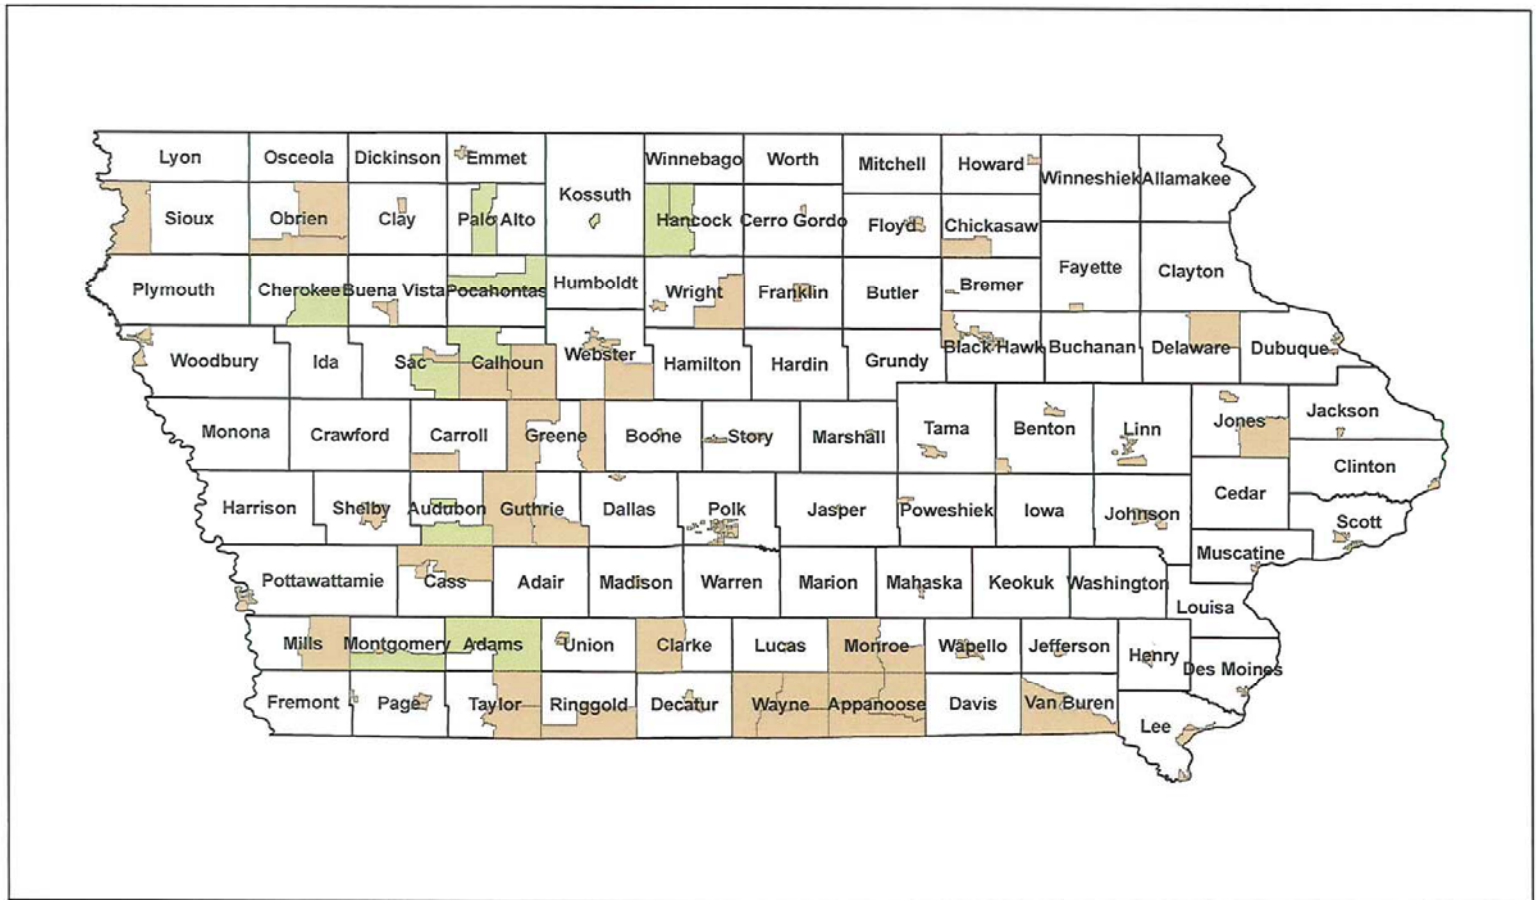 Lyon Osceola Dickinson Emmet Winnebago Worth Mitchell Howard
Kossuth Winneshiek Allamakee
Sioux Obrien Clay Palo Alto Hancock Cerro Gordo Floyd Chickasaw
Plymouth Cherokee Buena Vista Pocahontas Humboldt Wright Franklin Butler Bremer Fayette Clayton
Woodbury Ida Sac Calhoun Webster Hamilton Hardin Grundy Black Hawk Buchanan Delaware Dubuque
Monona Crawford Carroll Greene Boone Story Marshall Tama Benton Linn Jones Jackson
Clinton
Harrison Shelby Audubon Guthrie Dallas Polk Jasper Poweshiek Iowa Johnson Cedar Scott
Muscatine
Pottawattamie Cass Adair Madison Warren Marion Mahaska Keokuk Washington
Louisa
Mills Montgomery Adams Union Clarke Lucas Monroe Wapello Jefferson Henry Des Moines
Fremont Page Taylor Ringgold Decatur Wayne Appanoose Davis Van Buren
Lee